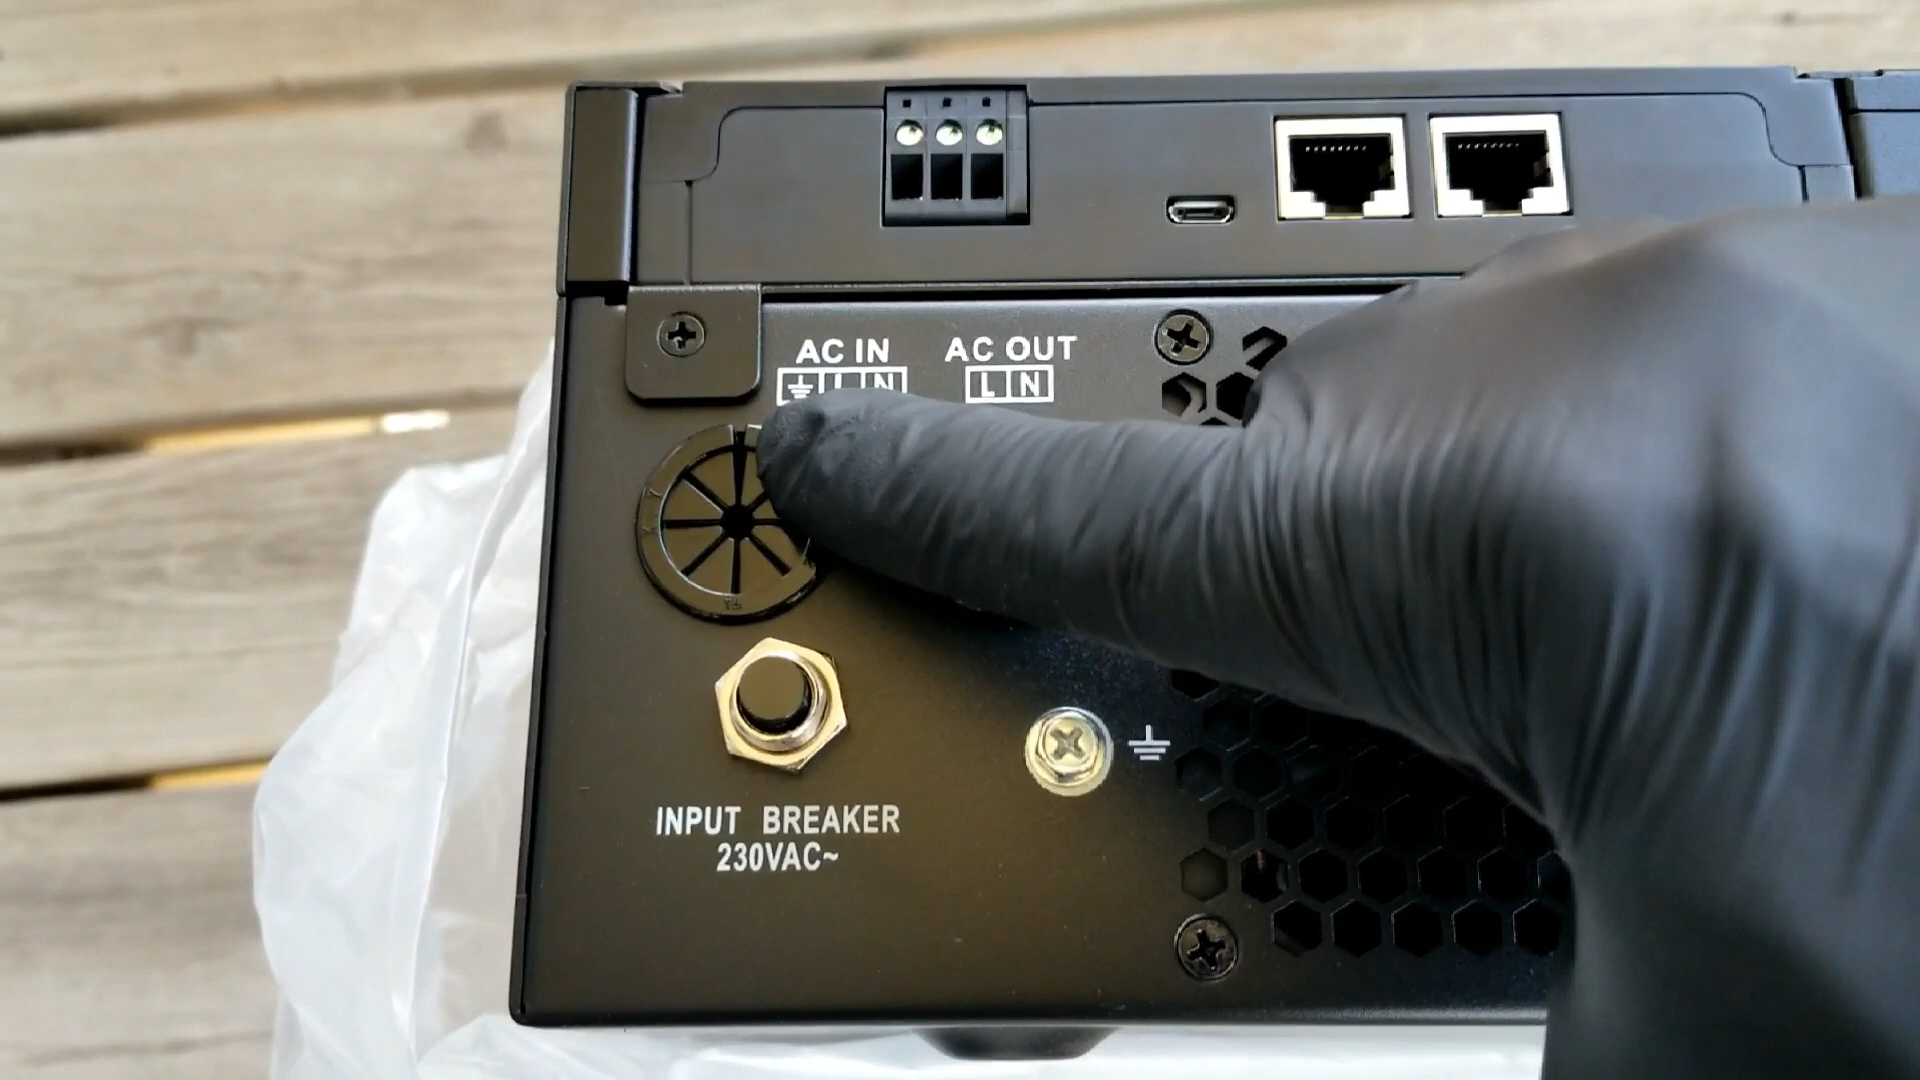 AC IN
AC OUT
⏚ L N
L N
INPUT BREAKER
230VAC~